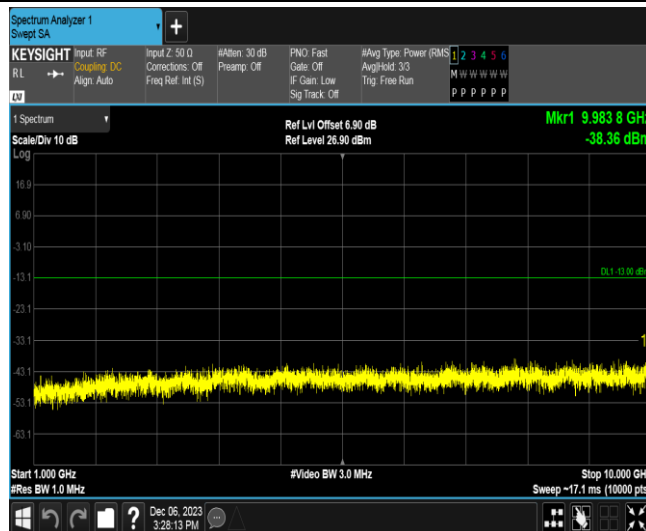 Spectrum Analyzer 1
Swept SA
+
KEYSIGHT
RL
Input: RF
Coupling: DC
Align: Auto
Input Z: 50 Ω
Corrections: Off
Freq Ref: Int (S)
#Atten: 30 dB
Preamp: Off
PNO: Fast
Gate: Off
IF Gain: Low
Sig Track: Off
#Avg Type: Power (RMS
Avg|Hold: 3/3
Trig: Free Run
1 2 3 4 5 6
M W W W W W
P P P P P P
1 Spectrum
Scale/Div 10 dB
Log
Ref Lvl Offset 6.90 dB
Ref Level 26.90 dBm
Mkr1 9.983 8 GHz
-38.36 dBm
16.9
6.90
-3.10
-13.1
DL1 -13.00 dBm
-23.1
-33.1
1
-43.1
-53.1
-63.1
Start 1.000 GHz
#Res BW 1.0 MHz
#Video BW 3.0 MHz
Stop 10.000 GH
Sweep ~17.1 ms (10000 pts
?
Dec 06, 2023
3:28:13 PM